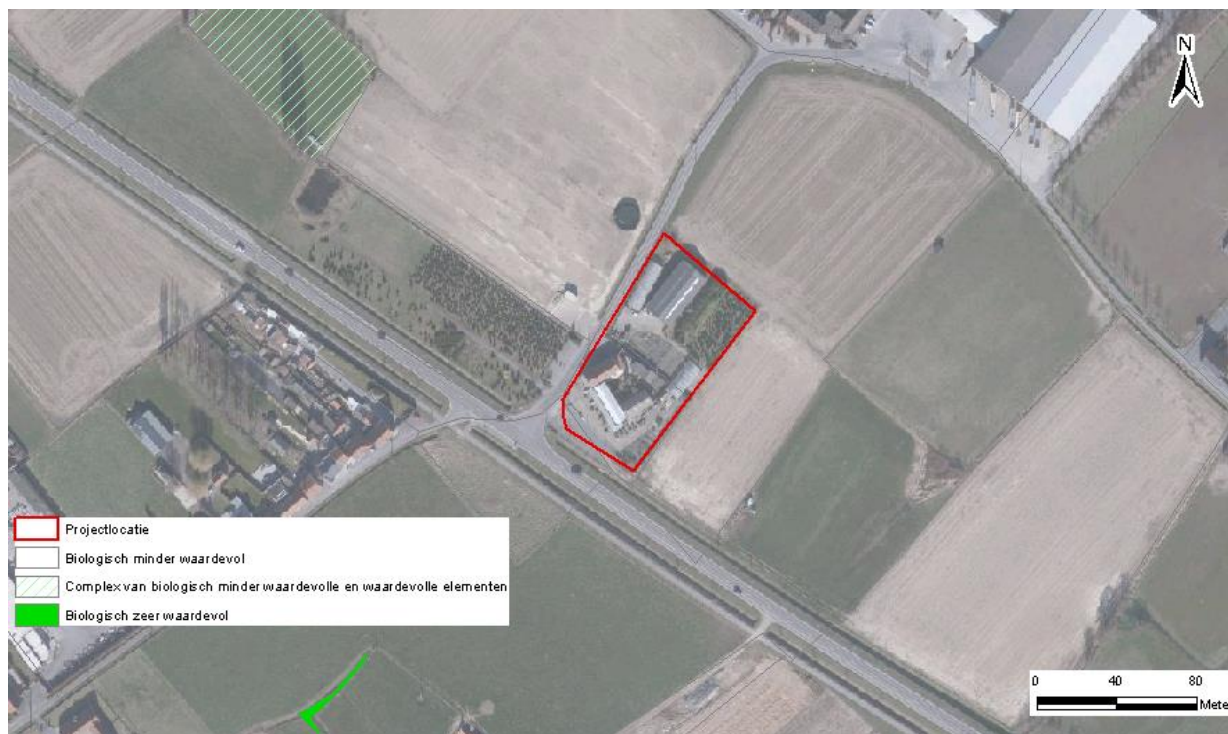 N
Projectlocatie
Biologisch minder waardevol
Complex van biologisch minder waardevolle en waardevolle elementen
Biologisch zeer waardevol
0 40 80
Mete